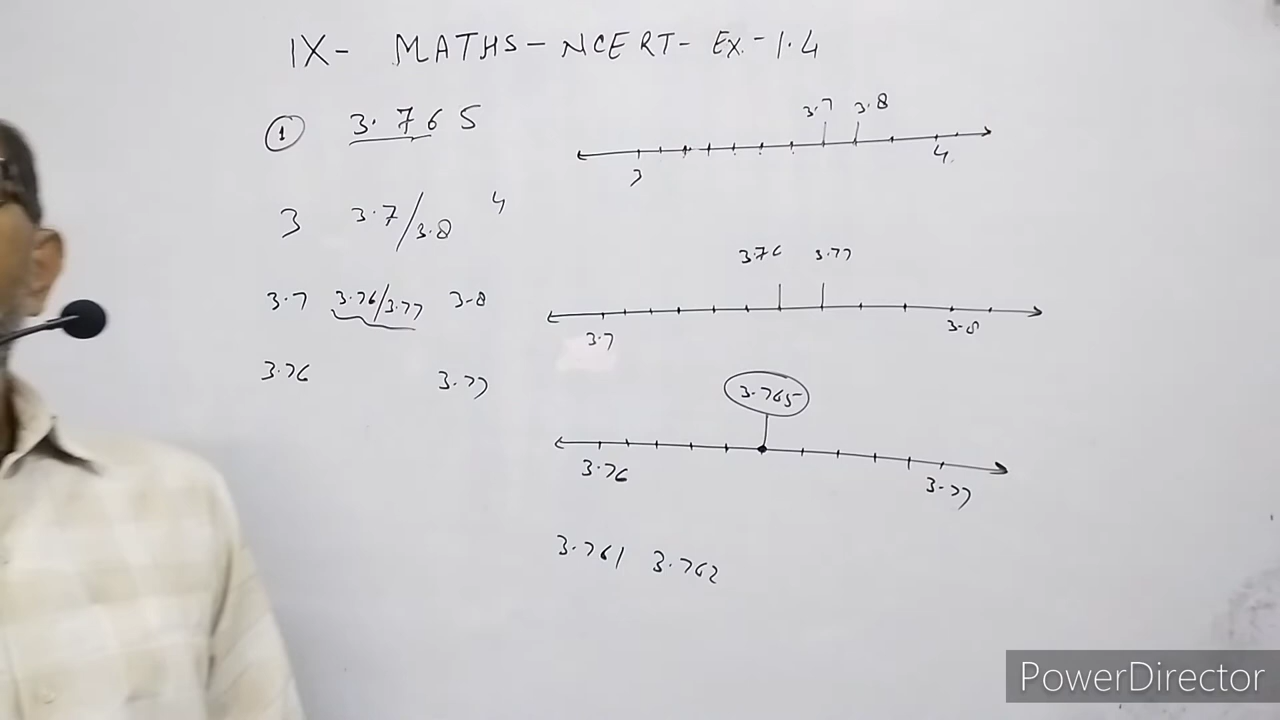 IX- MATHS - NCERT - EX. - 1.4
1 3.765
3 3.7/3.8 4
3.7 3.76/3.77 3.8
3.76 3.77
3.7 3.8
3 4
3.76 3.77
3.7 3.8
3.765
3.76 3.77
3.761 3.762
PowerDirector